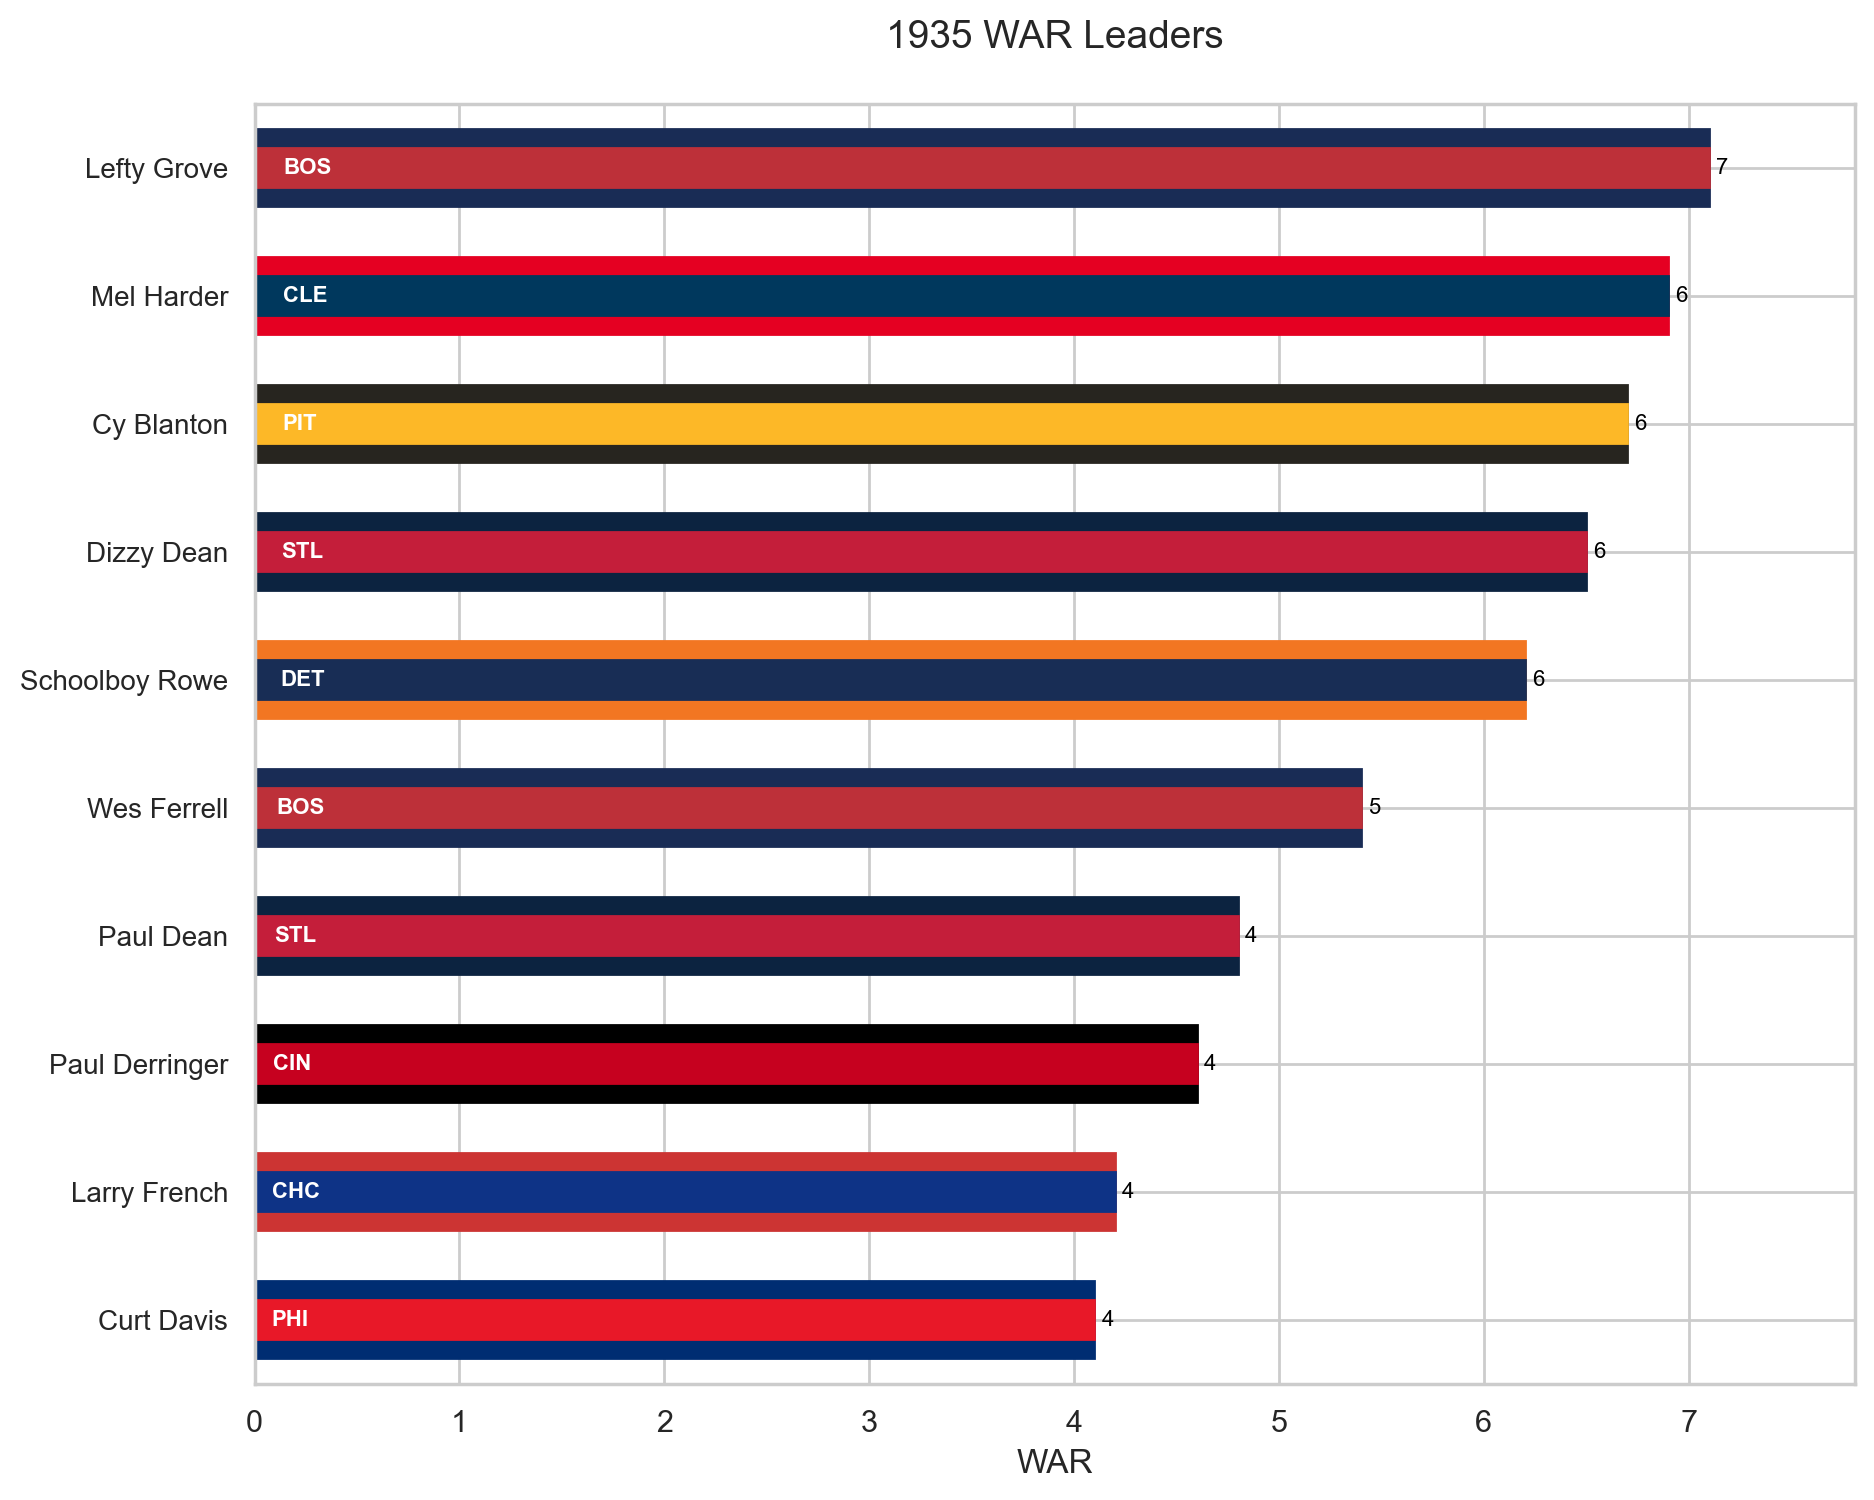 1935 WAR Leaders
Lefty Grove BOS 7
Mel Harder CLE 6
Cy Blanton PIT 6
Dizzy Dean STL 6
Schoolboy Rowe DET 6
Wes Ferrell BOS 5
Paul Dean STL 4
Paul Derringer CIN 4
Larry French CHC 4
Curt Davis PHI 4
0 1 2 3 4 5 6 7
WAR